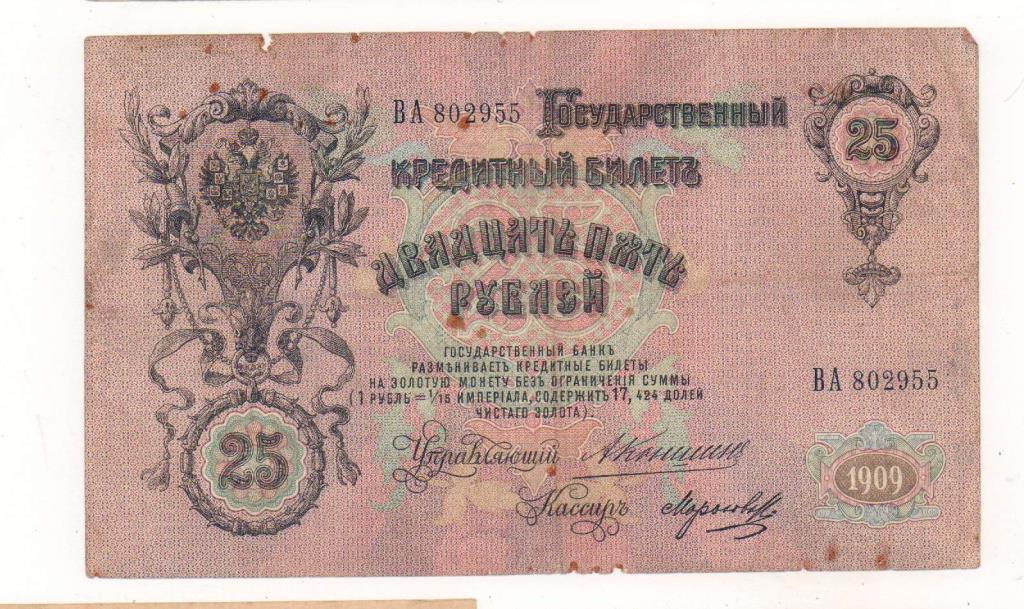 ВА 802955 Государственный
25
кредитный билетъ
двадцать пять
рублей
Государственный банкъ
размѣниваетъ кредитные билеты
на золотую монету безъ ограниченія суммы
(1 рубль = 1/15 имперіала, содержитъ 17,424 долей
чистаго золота).
ВА 802955
25
Управляющій А Коншинъ
1909
Кассиръ